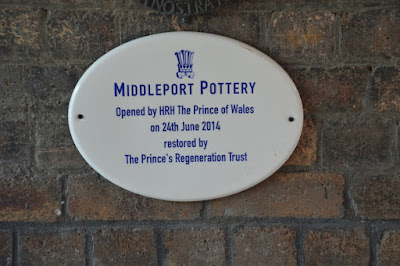 MIDDLEPORT POTTERY
Opened by HRH The Prince of Wales
on 24th June 2014
restored by
The Prince's Regeneration Trust